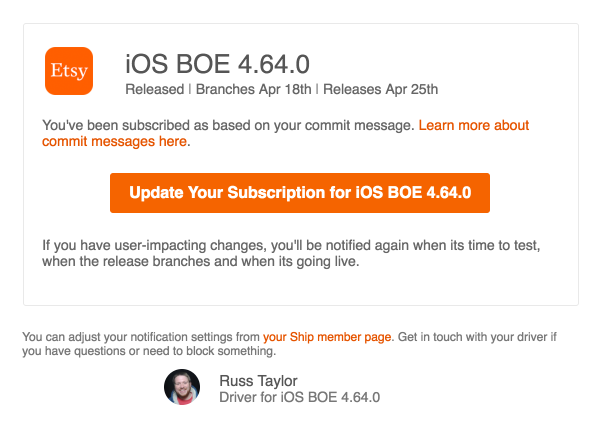 Etsy
iOS BOE 4.64.0
Released | Branches Apr 18th | Releases Apr 25th
You've been subscribed as based on your commit message. Learn more about
commit messages here.
Update Your Subscription for iOS BOE 4.64.0
If you have user-impacting changes, you'll be notified again when its time to test,
when the release branches and when its going live.
You can adjust your notification settings from your Ship member page. Get in touch with your driver if
you have questions or need to block something.
Russ Taylor
Driver for iOS BOE 4.64.0